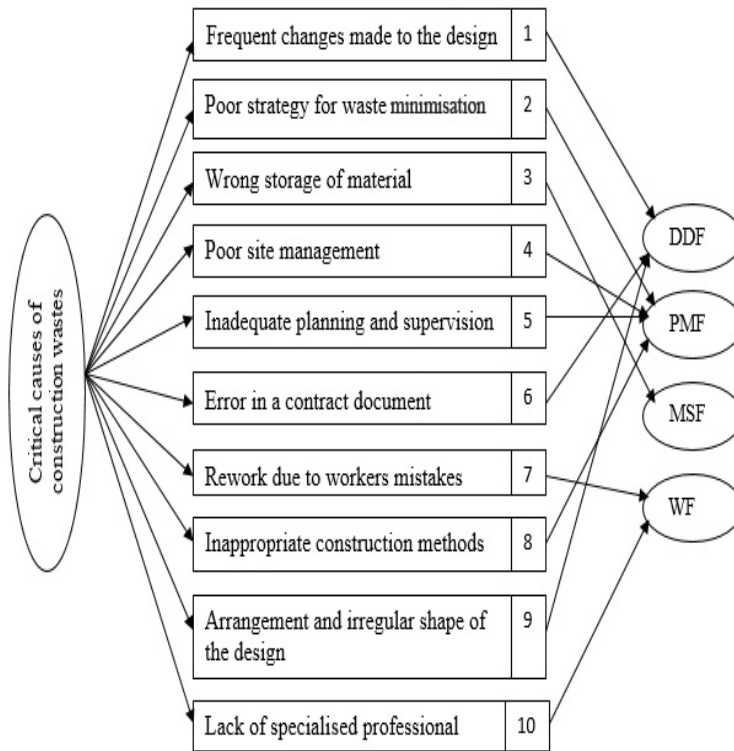 Critical causes of
construction wastes
Frequent changes made to the design 1
Poor strategy for waste minimisation 2
Wrong storage of material 3
Poor site management 4
Inadequate planning and supervision 5
Error in a contract document 6
Rework due to workers mistakes 7
Inappropriate construction methods 8
Arrangement and irregular shape of
the design 9
Lack of specialised professional 10
DDF
PMF
MSF
WF